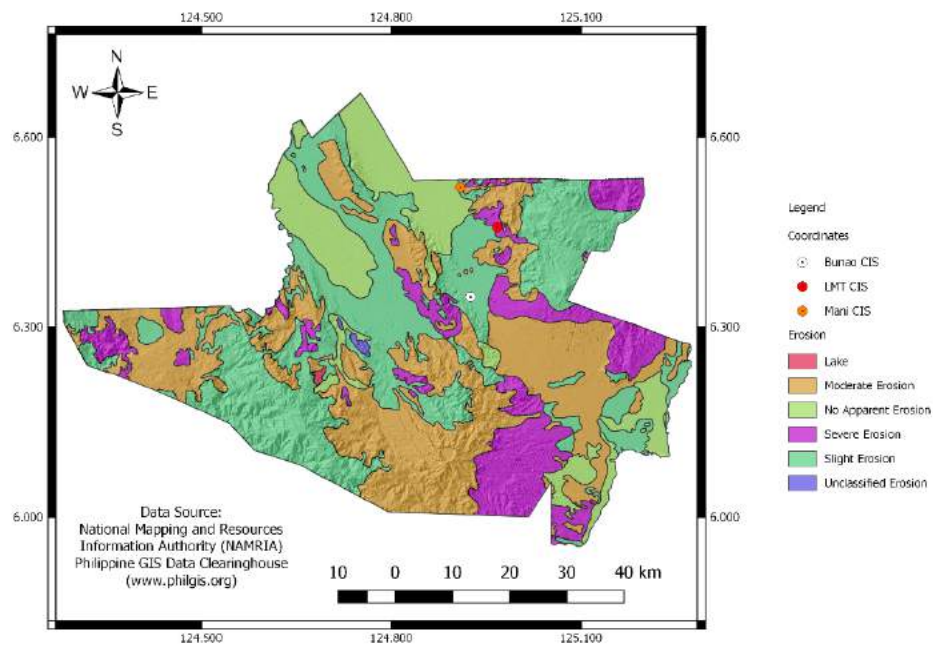 124.500 124.800 125.100
N
W E
S
6.600 6.600
6.300 6.300
6.000 6.000
Data Source:
National Mapping and Resources
Information Authority (NAMRIA)
Philippine GIS Data Clearinghouse
(www.philgis.org)
10 0 10 20 30 40 km
124.500 124.800 125.100
Legend
Coordinates
Bunao CIS
LMT CIS
Mani CIS
Erosion
Lake
Moderate Erosion
No Apparent Erosion
Severe Erosion
Slight Erosion
Unclassified Erosion